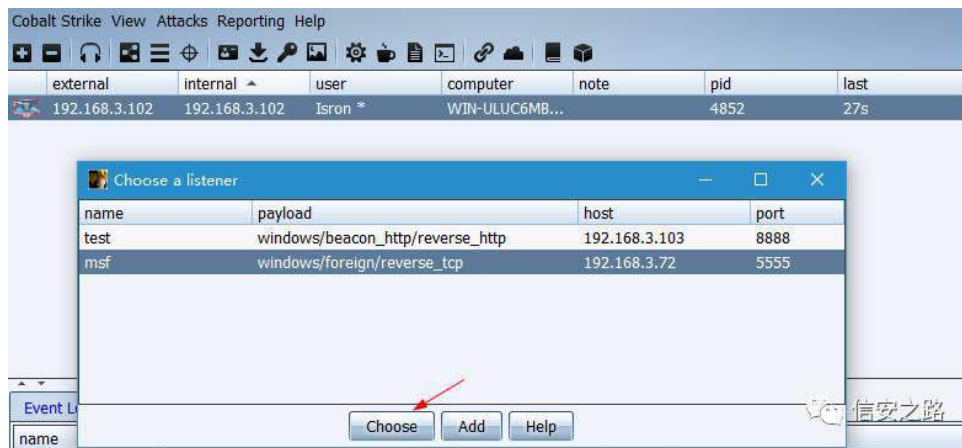 Cobalt Strike View Attacks Reporting Help
external internal user computer note pid last
192.168.3.102 192.168.3.102 Isron * WIN-ULUC6MB... 4852 27s
Choose a listener
name payload host port
test windows/beacon_http/reverse_http 192.168.3.103 8888
msf windows/foreign/reverse_tcp 192.168.3.72 5555
Event L
Choose Add Help
name
信安之路